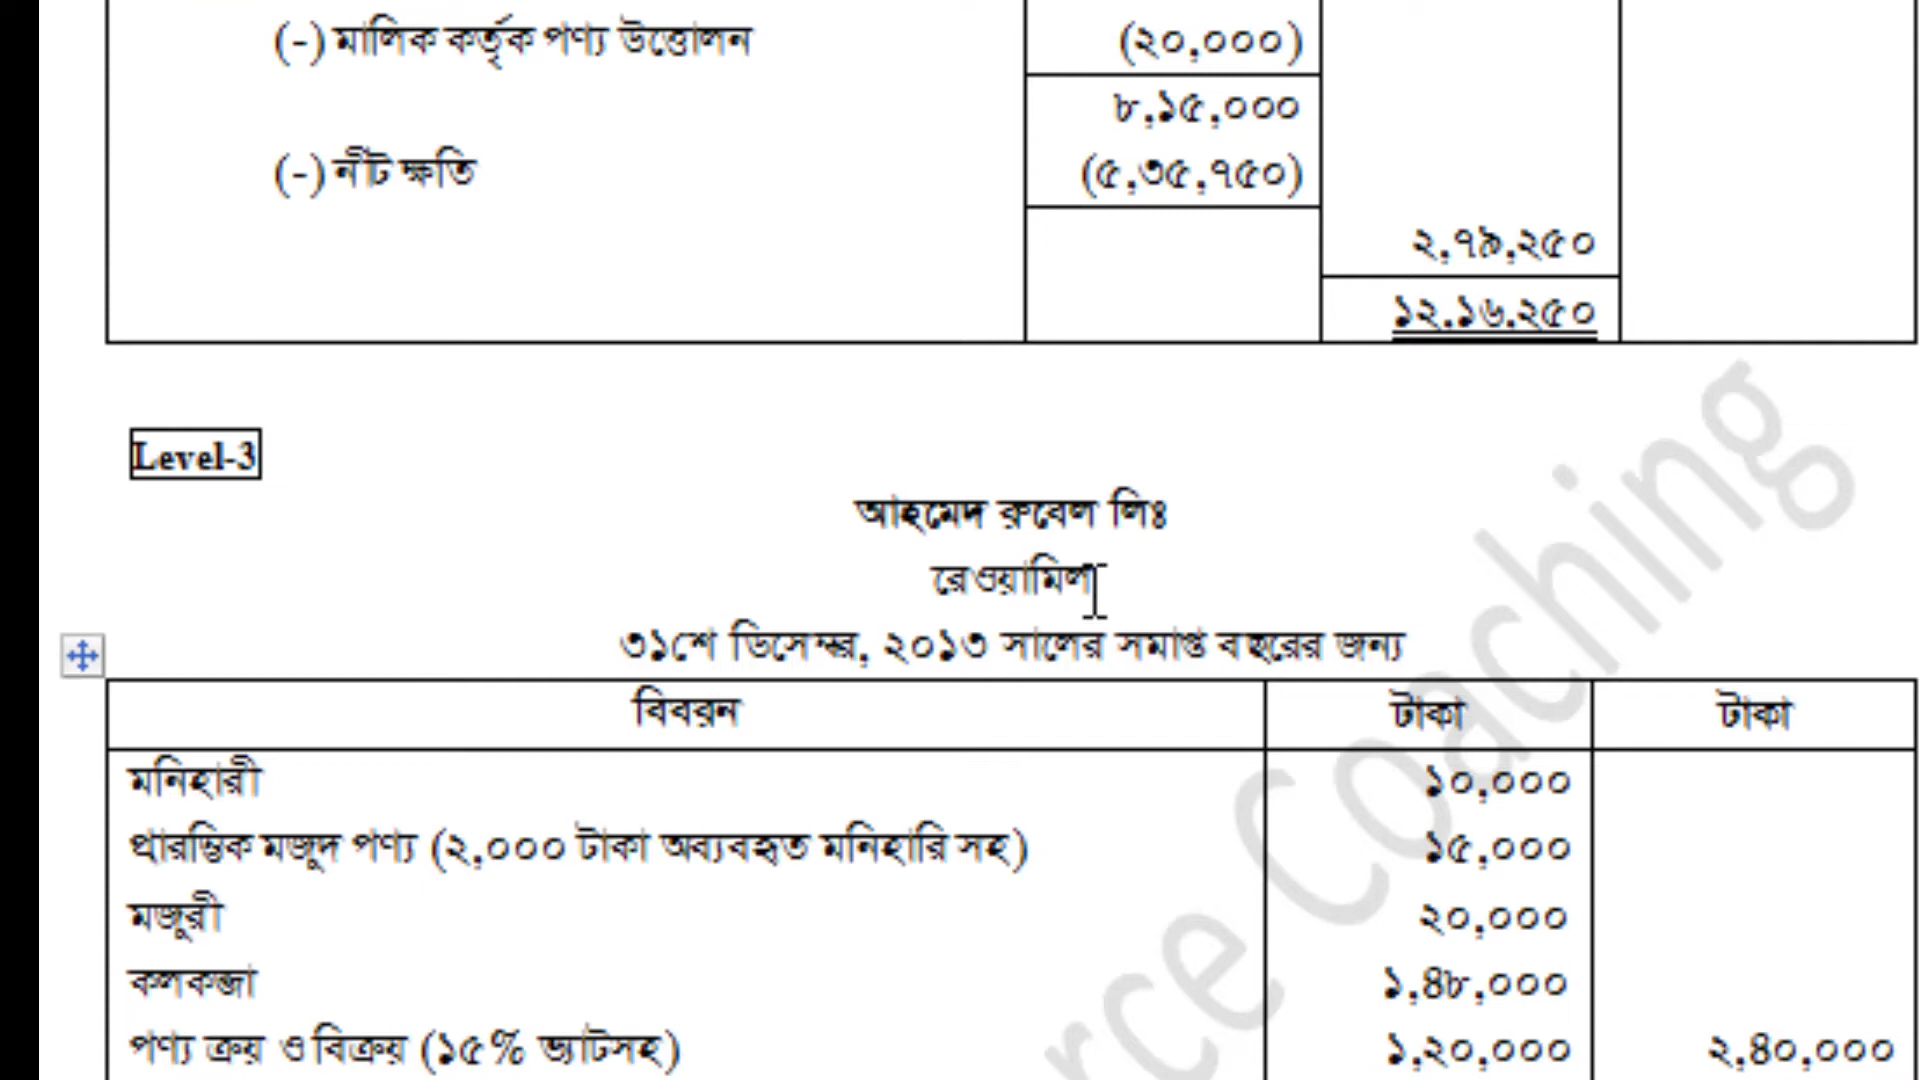 (-) মালিক কর্তৃক পণ্য উত্তোলন (২০,০০০)
৮,১৫,০০০
(-) নীট ক্ষতি (৫,৩৫,৭৫০)
২,৭৯,২৫০
১২,১৬,২৫০
Level-3
আহমেদ রুবেল লিঃ
রেওয়ামিল
৩১শে ডিসেম্বর, ২০১৩ সালের সমাপ্ত বছরের জন্য
বিবরন টাকা টাকা
মনিহারী ১০,০০০
প্রারম্ভিক মজুদ পণ্য (২,০০০ টাকা অব্যবহৃত মনিহারি সহ) ১৫,০০০
মজুরী ২০,০০০
কলকব্জা ১,৪৮,০০০
পণ্য ক্রয় ও বিক্রয় (১৫% ভ্যাটসহ) ১,২০,০০০ ২,৪০,০০০
rce Coaching